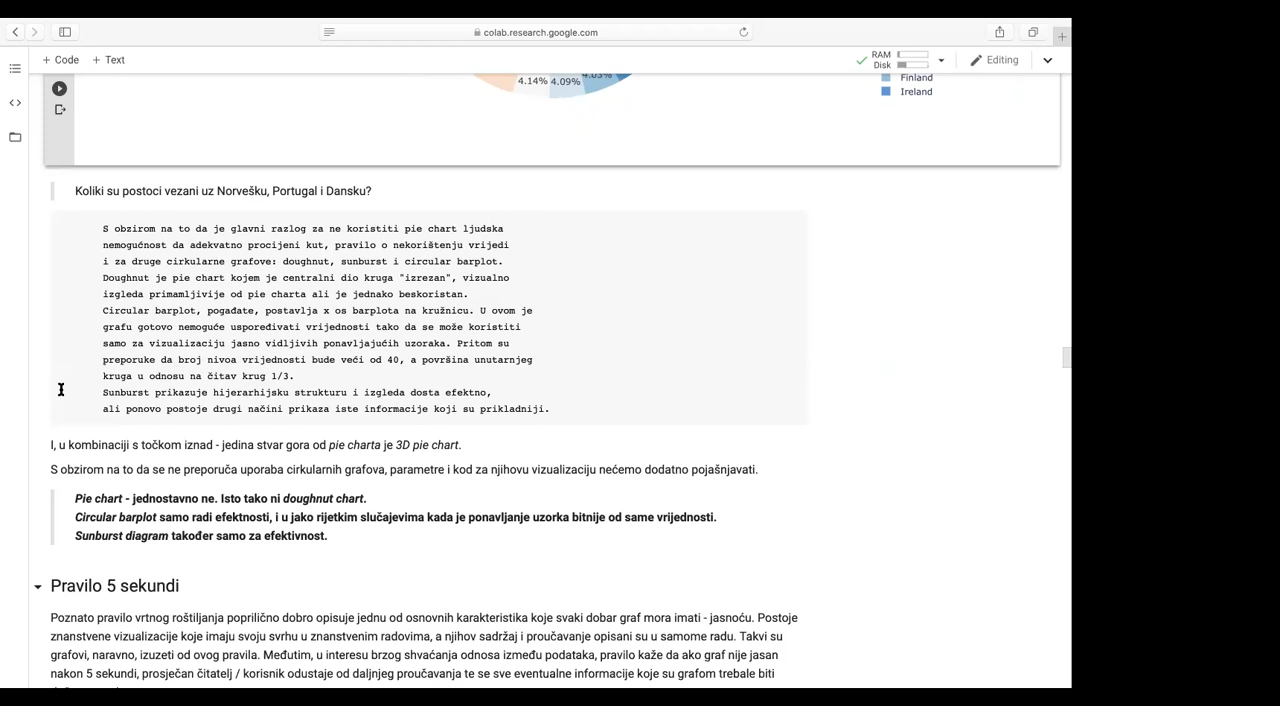 colab.research.google.com
+ Code + Text
RAM
Disk
Editing
4.14% 4.09% 4.03%
Finland
Ireland
Koliki su postoci vezani uz Norvešku, Portugal i Dansku?
S obzirom na to da je glavni razlog za ne koristiti pie chart ljudska
nemogućnost da adekvatno procijeni kut, pravilo o nekorištenju vrijedi
i za druge cirkularne grafove: doughnut, sunburst i circular barplot.
Doughnut je pie chart kojem je centralni dio kruga "izrezan", vizualno
izgleda primamljivije od pie charta ali je jednako beskoristan.
Circular barplot, pogađate, postavlja x os barplota na kružnicu. U ovom je
grafu gotovo nemoguće uspoređivati vrijednosti tako da se može koristiti
samo za vizualizaciju jasno vidljivih ponavljajućih uzoraka. Pritom su
preporuke da broj nivoa vrijednosti bude veći od 40, a površina unutarnjeg
kruga u odnosu na čitav krug 1/3.
Sunburst prikazuje hijerarhijsku strukturu i izgleda dosta efektno,
ali ponovo postoje drugi načini prikaza iste informacije koji su prikladniji.
I, u kombinaciji s točkom iznad - jedina stvar gora od pie charta je 3D pie chart.
S obzirom na to da se ne preporuča uporaba cirkularnih grafova, parametre i kod za njihovu vizualizaciju nećemo dodatno pojašnjavati.
Pie chart - jednostavno ne. Isto tako ni doughnut chart.
Circular barplot samo radi efektnosti, i u jako rijetkim slučajevima kada je ponavljanje uzorka bitnije od same vrijednosti.
Sunburst diagram također samo za efektivnost.
Pravilo 5 sekundi
Poznato pravilo vrtnog roštiljanja poprilično dobro opisuje jednu od osnovnih karakteristika koje svaki dobar graf mora imati - jasnoću. Postoje
znanstvene vizualizacije koje imaju svoju svrhu u znanstvenim radovima, a njihov sadržaj i proučavanje opisani su u samome radu. Takvi su
grafovi, naravno, izuzeti od ovog pravila. Međutim, u interesu brzog shvaćanja odnosa između podataka, pravilo kaže da ako graf nije jasan
nakon 5 sekundi, prosječan čitatelj / korisnik odustaje od daljnjeg proučavanja te se sve eventualne informacije koje su grafom trebale biti